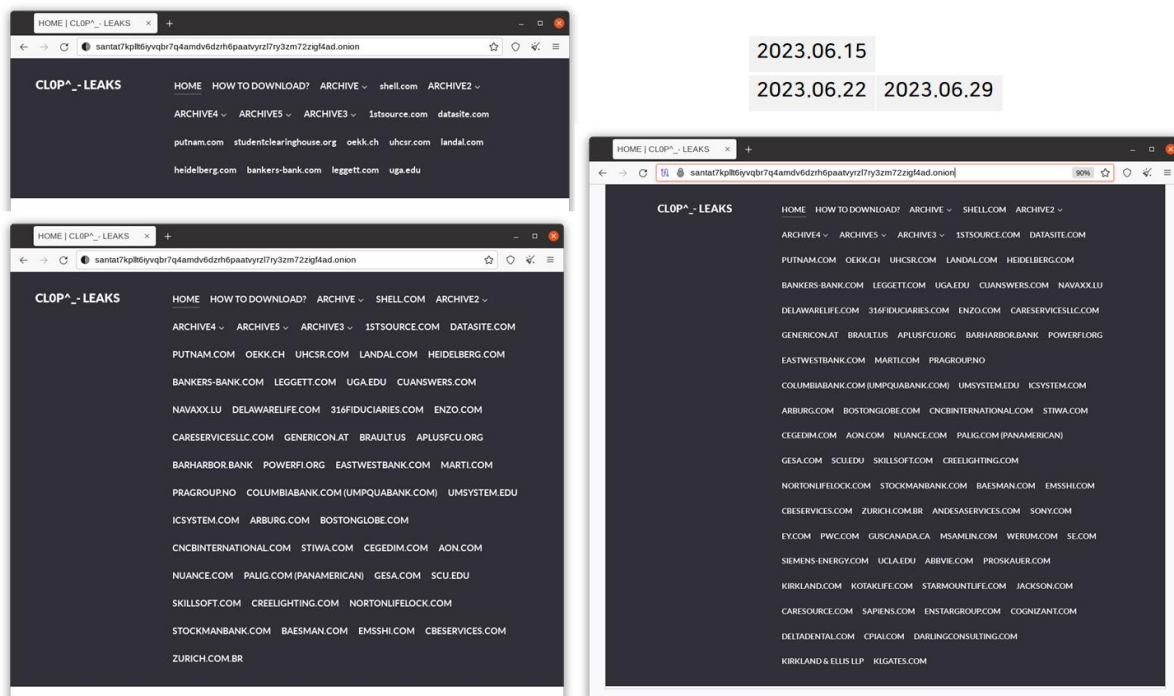 HOME | CL0P^_- LEAKS
santat7kpllt6iyvqbr7q4amdv6dzrh6paatvyrzl7ry3zm72zigf4ad.onion
CL0P^_- LEAKS
HOME HOW TO DOWNLOAD? ARCHIVE shell.com ARCHIVE2
ARCHIVE4 ARCHIVE5 ARCHIVE3 1stsource.com datasite.com
putnam.com studentclearinghouse.org oekk.ch uhcsr.com landal.com
heidelberg.com bankers-bank.com leggett.com uga.edu
2023.06.15
2023.06.22 2023.06.29
HOME | CL0P^_- LEAKS
santat7kpllt6iyvqbr7q4amdv6dzrh6paatvyrzl7ry3zm72zigf4ad.onion
CL0P^_- LEAKS
HOME HOW TO DOWNLOAD? ARCHIVE SHELL.COM ARCHIVE2
ARCHIVE4 ARCHIVE5 ARCHIVE3 1STSOURCE.COM DATASITE.COM
PUTNAM.COM OEKK.CH UHCSR.COM LANDAL.COM HEIDELBERG.COM
BANKERS-BANK.COM LEGGETT.COM UGA.EDU CUANSWERS.COM
NAVAXX.LU DELAWARELIFE.COM 316FIDUCIARIES.COM ENZO.COM
CARESERVICESLLC.COM GENERICON.AT BRAULT.US APLUSFCU.ORG
BARHARBOR.BANK POWERFI.ORG EASTWESTBANK.COM MARTI.COM
PRAGROUP.NO COLUMBIABANK.COM (UMPQUABANK.COM) UMSYSTEM.EDU
ICSYSTEM.COM ARBURG.COM BOSTONGLOBE.COM
CNCBINTERNATIONAL.COM STIWA.COM CEGEDIM.COM AON.COM
NUANCE.COM PALIG.COM (PANAMERICAN) GESA.COM SCU.EDU
SKILLSOFT.COM CREELIGHTING.COM NORTONLIFELOCK.COM
STOCKMANBANK.COM BAESMAN.COM EMSSHI.COM CBESERVICES.COM
ZURICH.COM.BR
HOME | CL0P^_- LEAKS
santat7kpllt6iyvqbr7q4amdv6dzrh6paatvyrzl7ry3zm72zigf4ad.onion 90%
CL0P^_- LEAKS
HOME HOW TO DOWNLOAD? ARCHIVE SHELL.COM ARCHIVE2
ARCHIVE4 ARCHIVE5 ARCHIVE3 1STSOURCE.COM DATASITE.COM
PUTNAM.COM OEKK.CH UHCSR.COM LANDAL.COM HEIDELBERG.COM
BANKERS-BANK.COM LEGGETT.COM UGA.EDU CUANSWERS.COM NAVAXX.LU
DELAWARELIFE.COM 316FIDUCIARIES.COM ENZO.COM CARESERVICESLLC.COM
GENERICON.AT BRAULT.US APLUSFCU.ORG BARHARBOR.BANK POWERFI.ORG
EASTWESTBANK.COM MARTI.COM PRAGROUP.NO
COLUMBIABANK.COM (UMPQUABANK.COM) UMSYSTEM.EDU ICSYSTEM.COM
ARBURG.COM BOSTONGLOBE.COM CNCBINTERNATIONAL.COM STIWA.COM
CEGEDIM.COM AON.COM NUANCE.COM PALIG.COM (PANAMERICAN)
GESA.COM SCU.EDU SKILLSOFT.COM CREELIGHTING.COM
NORTONLIFELOCK.COM STOCKMANBANK.COM BAESMAN.COM EMSSHI.COM
CBESERVICES.COM ZURICH.COM.BR ANDESASERVICES.COM SONY.COM
EY.COM PWC.COM GUSCANADA.CA MSAMLIN.COM WERUM.COM SE.COM
SIEMENS-ENERGY.COM UCLA.EDU ABBVIE.COM PROSKAUER.COM
KIRKLAND.COM KOTAKLIFE.COM STARMOUNTLIFE.COM JACKSON.COM
CARESOURCE.COM SAPIENS.COM ENSTARGROUP.COM COGNIZANT.COM
DELTADENTAL.COM CPIAI.COM DARLINGCONSULTING.COM
KIRKLAND & ELLIS LLP KLGATES.COM